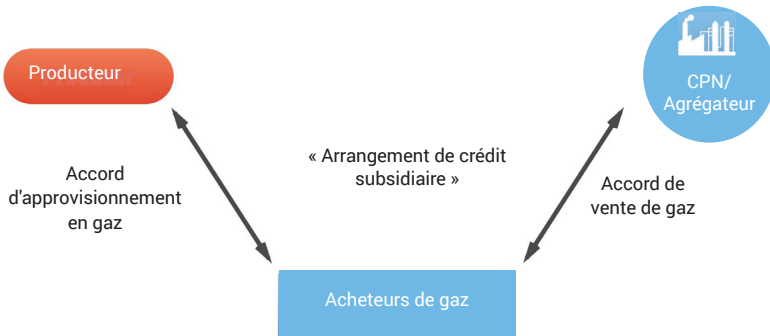 Producteur
CPN/
Agrégateur
« Arrangement de crédit
subsidiaire »
Accord
d'approvisionnement
en gaz
Accord de
vente de gaz
Acheteurs de gaz